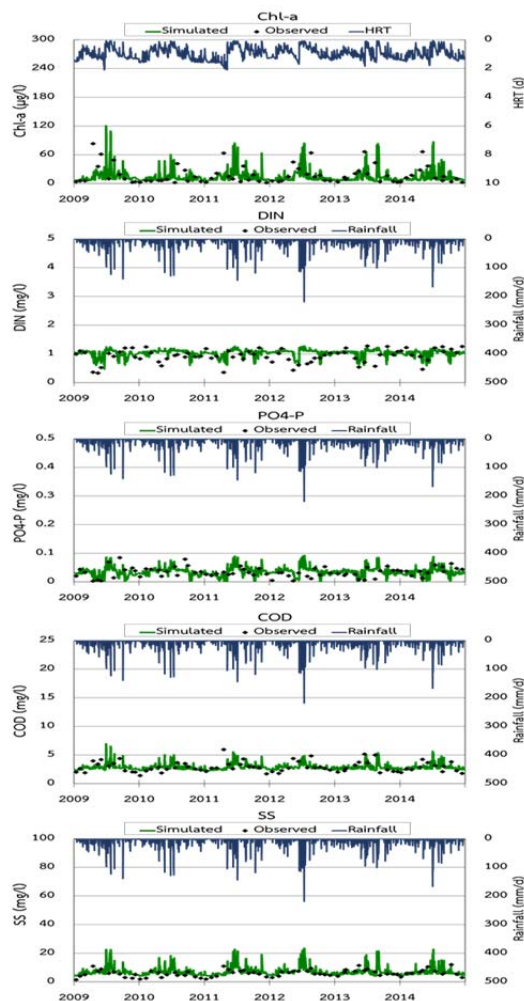 Chl-a
Simulated Observed HRT
300 0
240 2
180 4
120 6
60 8
0 10
Chl-a (μg/l)
HRT (d)
2009 2010 2011 2012 2013 2014
DIN
Simulated Observed Rainfall
5 0
4 100
3 200
2 300
1 400
0 500
DIN (mg/l)
Rainfall (mm/d)
2009 2010 2011 2012 2013 2014
PO4-P
Simulated Observed Rainfall
0.5 0
0.4 100
0.3 200
0.2 300
0.1 400
0 500
PO4-P (mg/l)
Rainfall (mm/d)
2009 2010 2011 2012 2013 2014
COD
Simulated Observed Rainfall
25 0
20 100
15 200
10 300
5 400
0 500
COD (mg/l)
Rainfall (mm/d)
2009 2010 2011 2012 2013 2014
SS
Simulated Observed Rainfall
100 0
80 100
60 200
40 300
20 400
0 500
SS (mg/l)
Rainfall (mm/d)
2009 2010 2011 2012 2013 2014